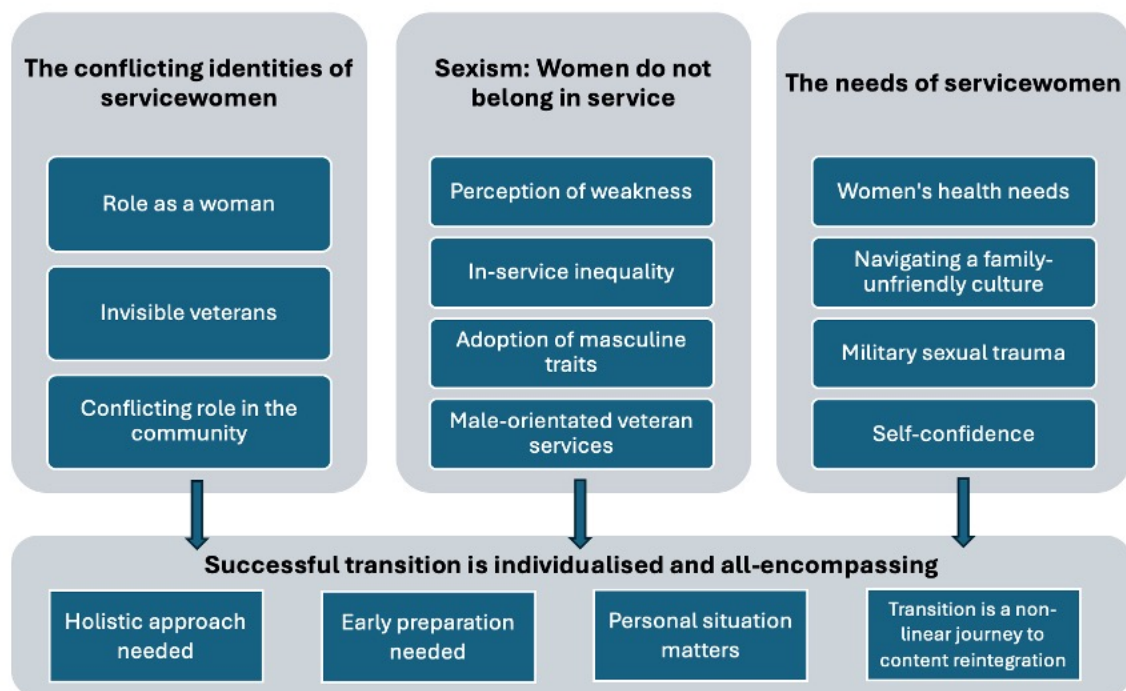 The conflicting identities of
servicewomen
Role as a woman
Invisible veterans
Conflicting role in the
community
Sexism: Women do not
belong in service
Perception of weakness
In-service inequality
Adoption of masculine
traits
Male-orientated veteran
services
The needs of servicewomen
Women's health needs
Navigating a family-
unfriendly culture
Military sexual trauma
Self-confidence
Successful transition is individualised and all-encompassing
Holistic approach
needed
Early preparation
needed
Personal situation
matters
Transition is a non-
linear journey to
content reintegration